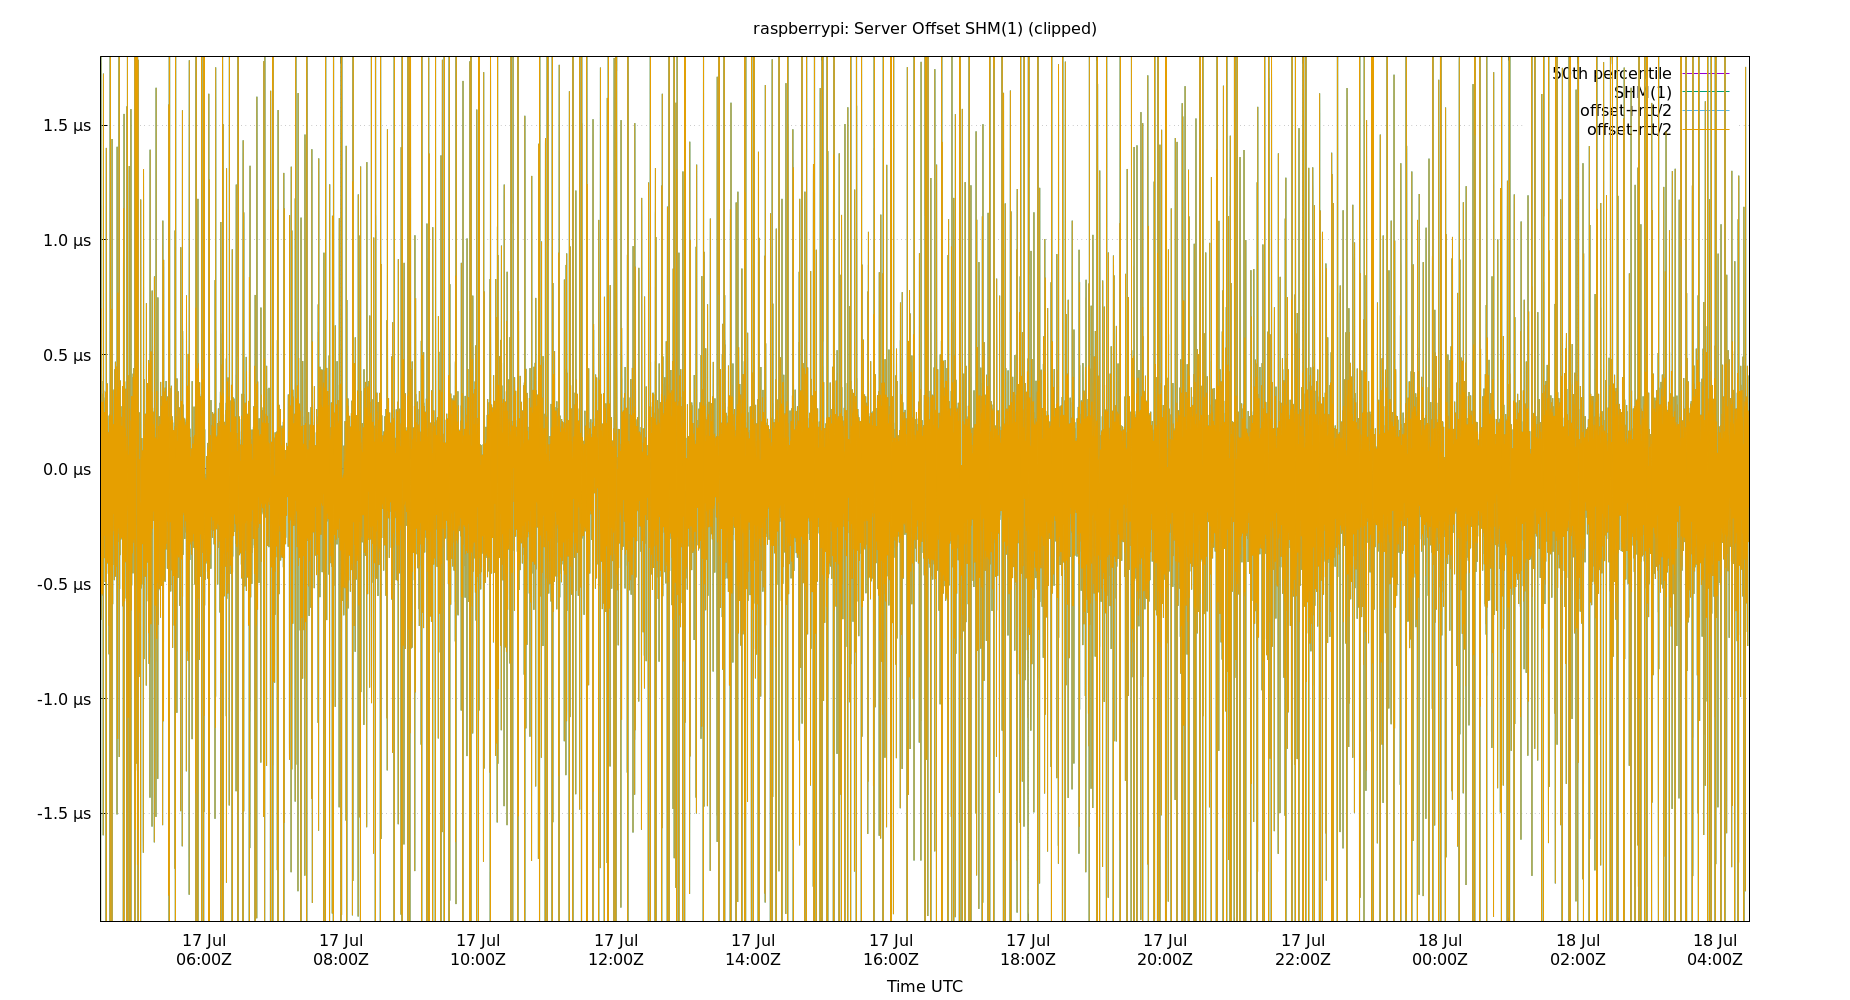 raspberrypi: Server Offset SHM(1) (clipped)
50th percentile
SHM(1)
offset+rtt/2
offset-rtt/2
1.5 µs
1.0 µs
0.5 µs
0.0 µs
-0.5 µs
-1.0 µs
-1.5 µs
17 Jul 17 Jul 17 Jul 17 Jul 17 Jul 17 Jul 17 Jul 17 Jul 17 Jul 18 Jul 18 Jul 18 Jul
06:00Z 08:00Z 10:00Z 12:00Z 14:00Z 16:00Z 18:00Z 20:00Z 22:00Z 00:00Z 02:00Z 04:00Z
Time UTC